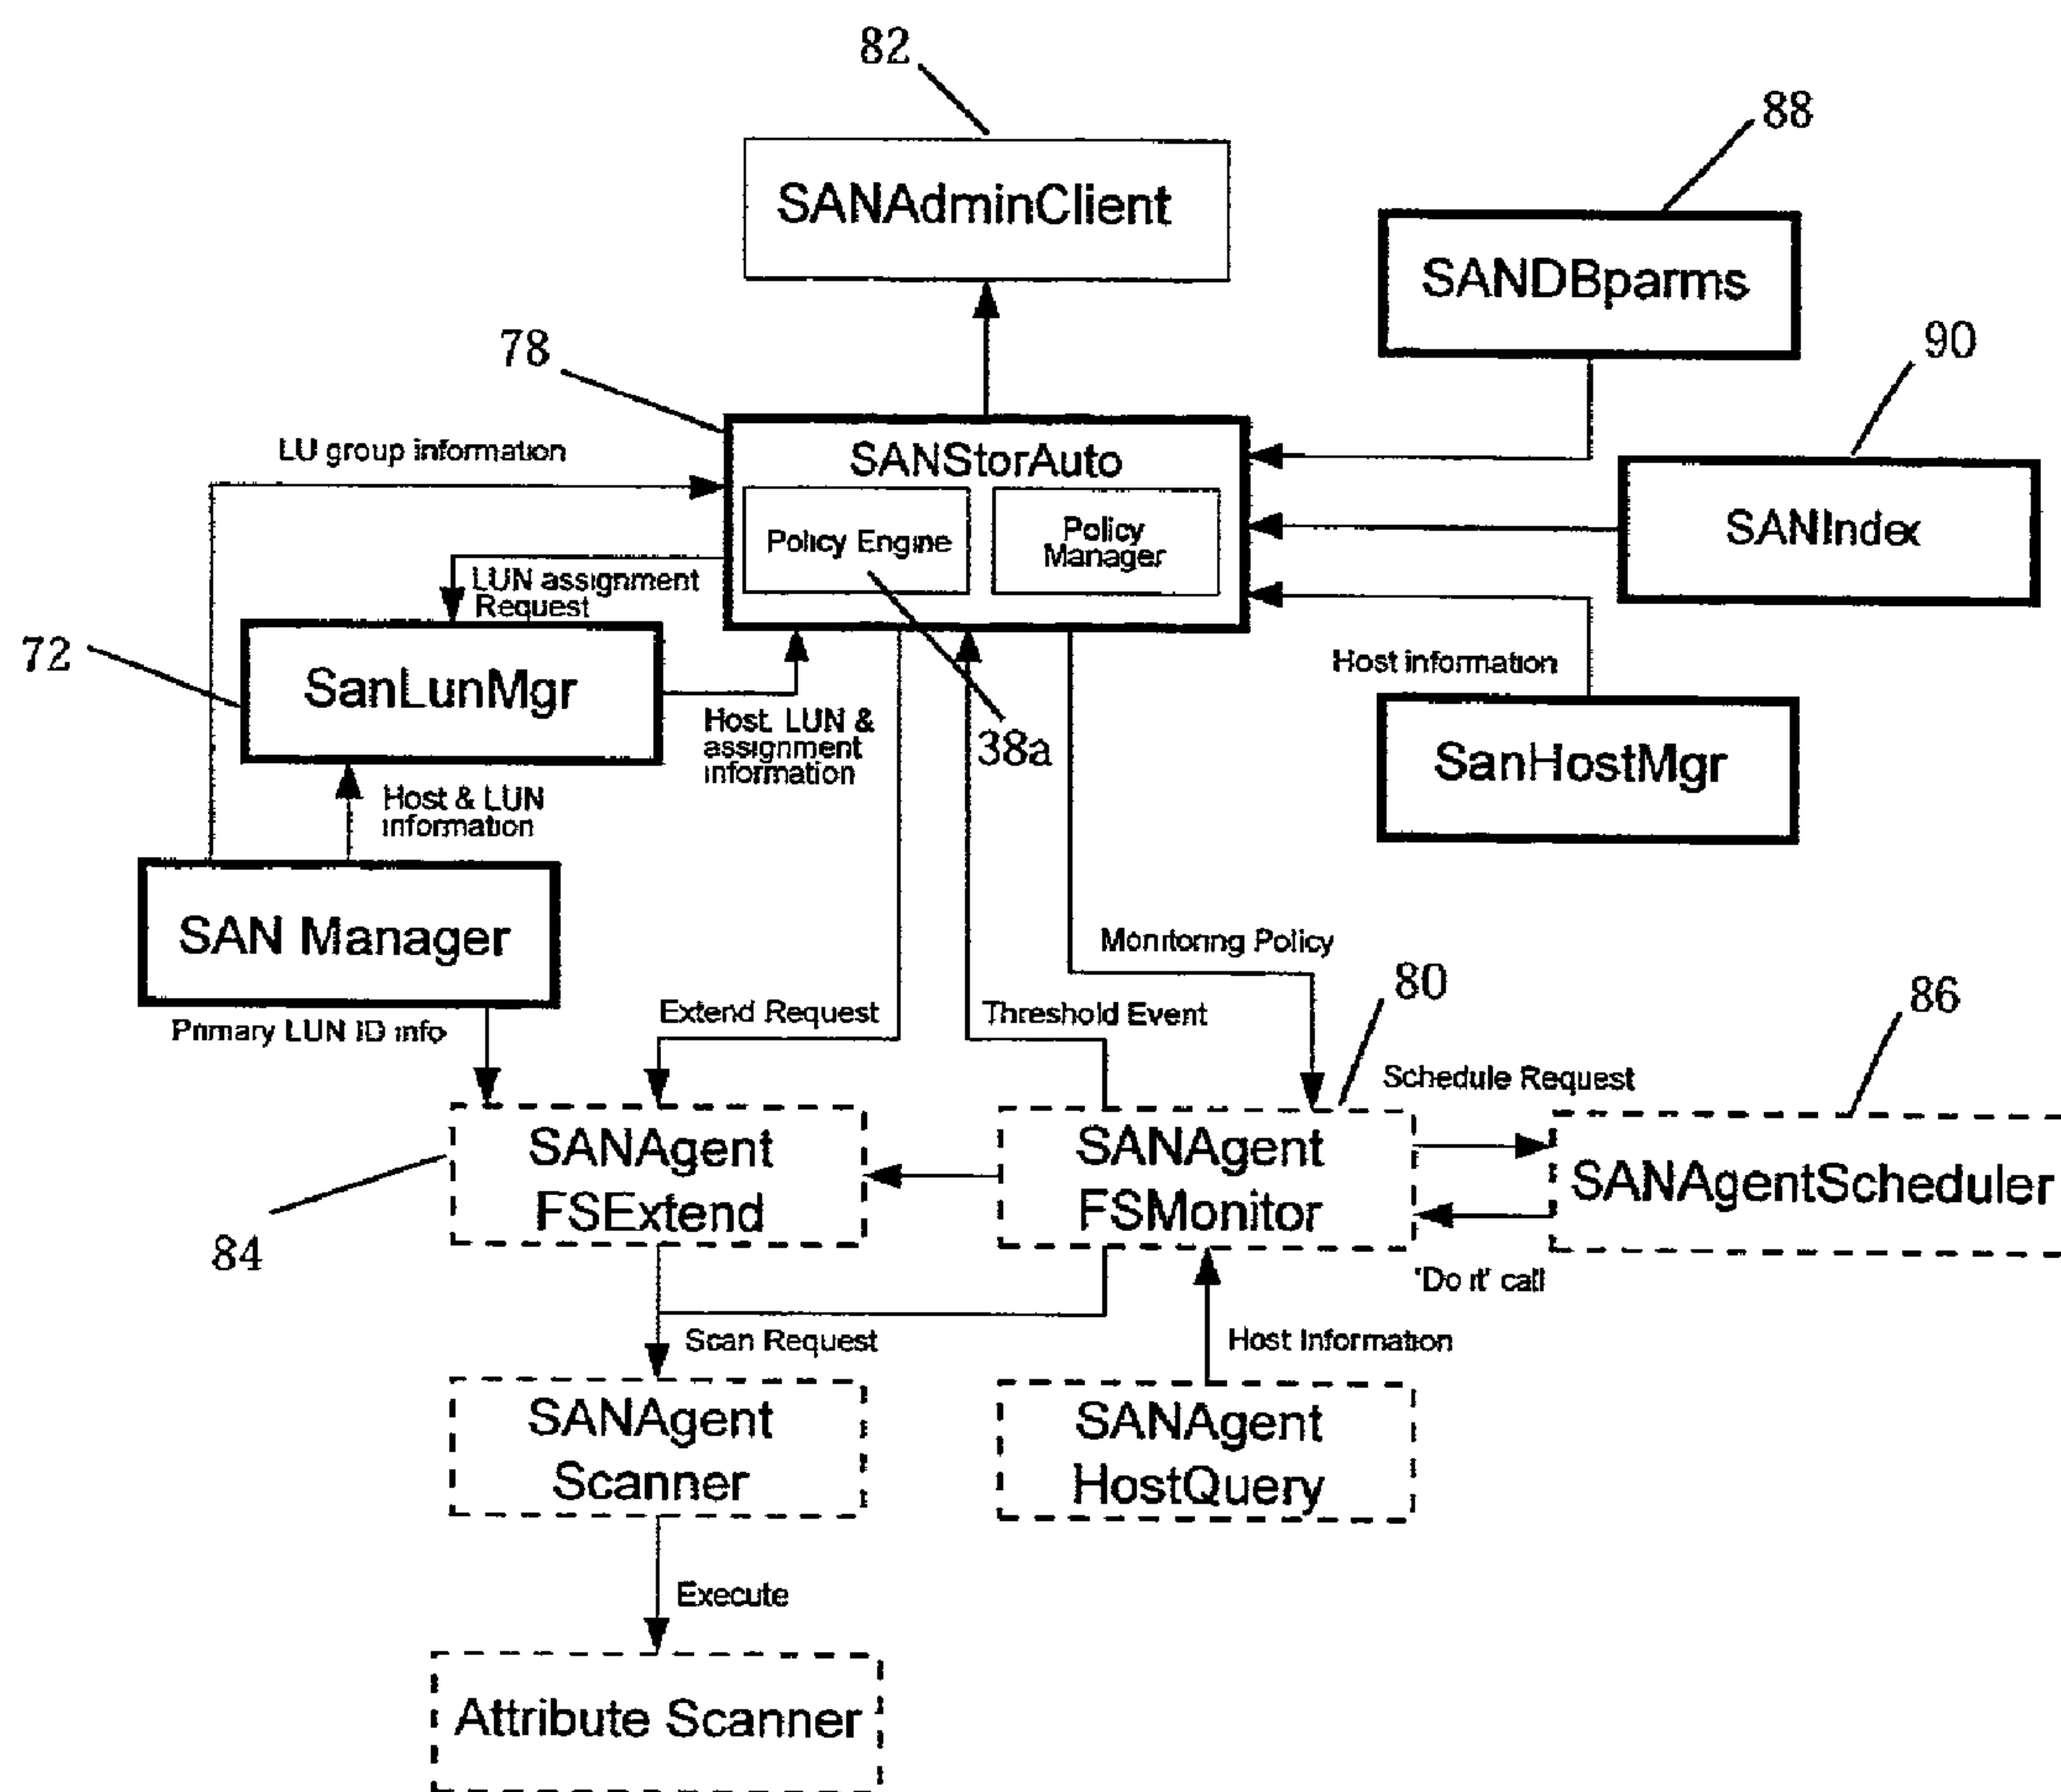 82
88
SANAdminClient
SANDBparms
78
90
LU group information
SANStorAuto
Policy Engine
Policy
Manager
SANIndex
LUN assignment
Request
72
SanLunMgr
Host information
Host. LUN &
assignment
information
38a
SanHostMgr
Host & LUN
information
SAN Manager
Monitoring Policy
80
86
Primary LUN ID info
Extend Request
Threshold Event
Schedule Request
SANAgent
FSExtend
SANAgent
FSMonitor
SANAgentScheduler
84
'Do it' call
Scan Request
Host Information
SANAgent
Scanner
SANAgent
HostQuery
Execute
Attribute Scanner